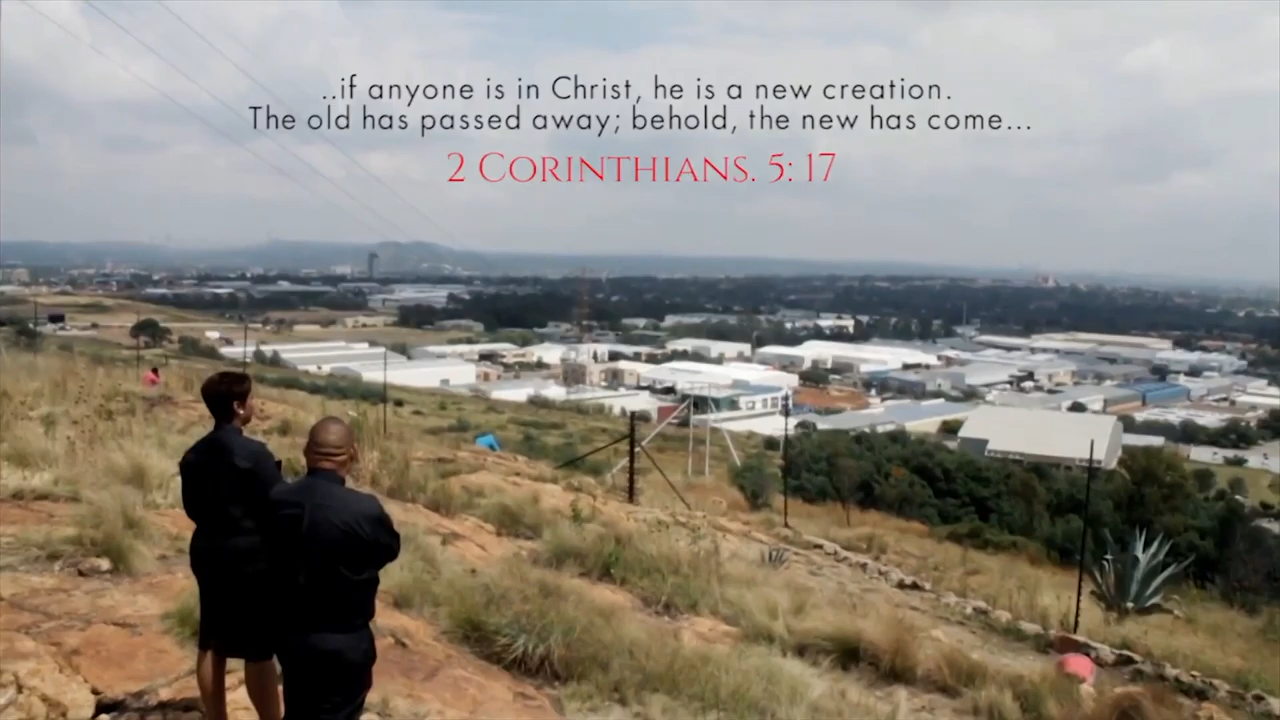 ..if anyone is in Christ, he is a new creation.
The old has passed away; behold, the new has come...
2 Corinthians. 5: 17